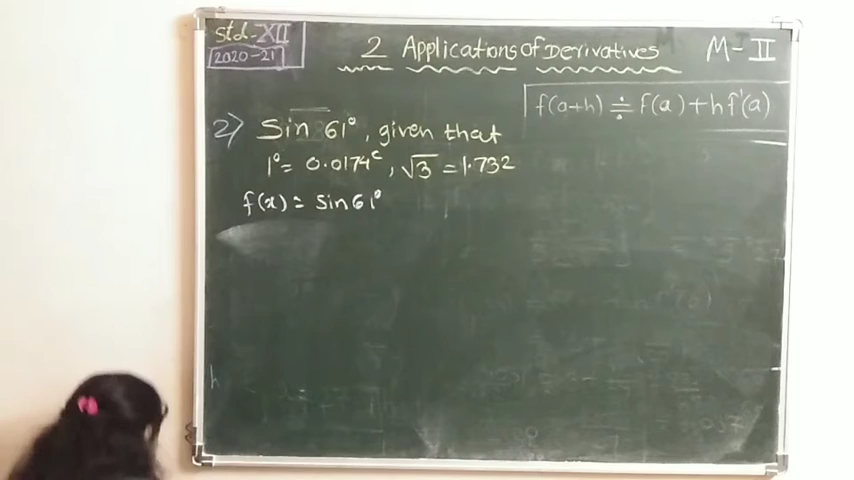 Std-XII
2020-21
2 Applications of Derivatives
M-II
f(a+h) ≑ f(a)+hf'(a)
2) Sin 61°, given that
1°= 0.0174ᶜ, √3 = 1.732
f(x) = Sin 61°